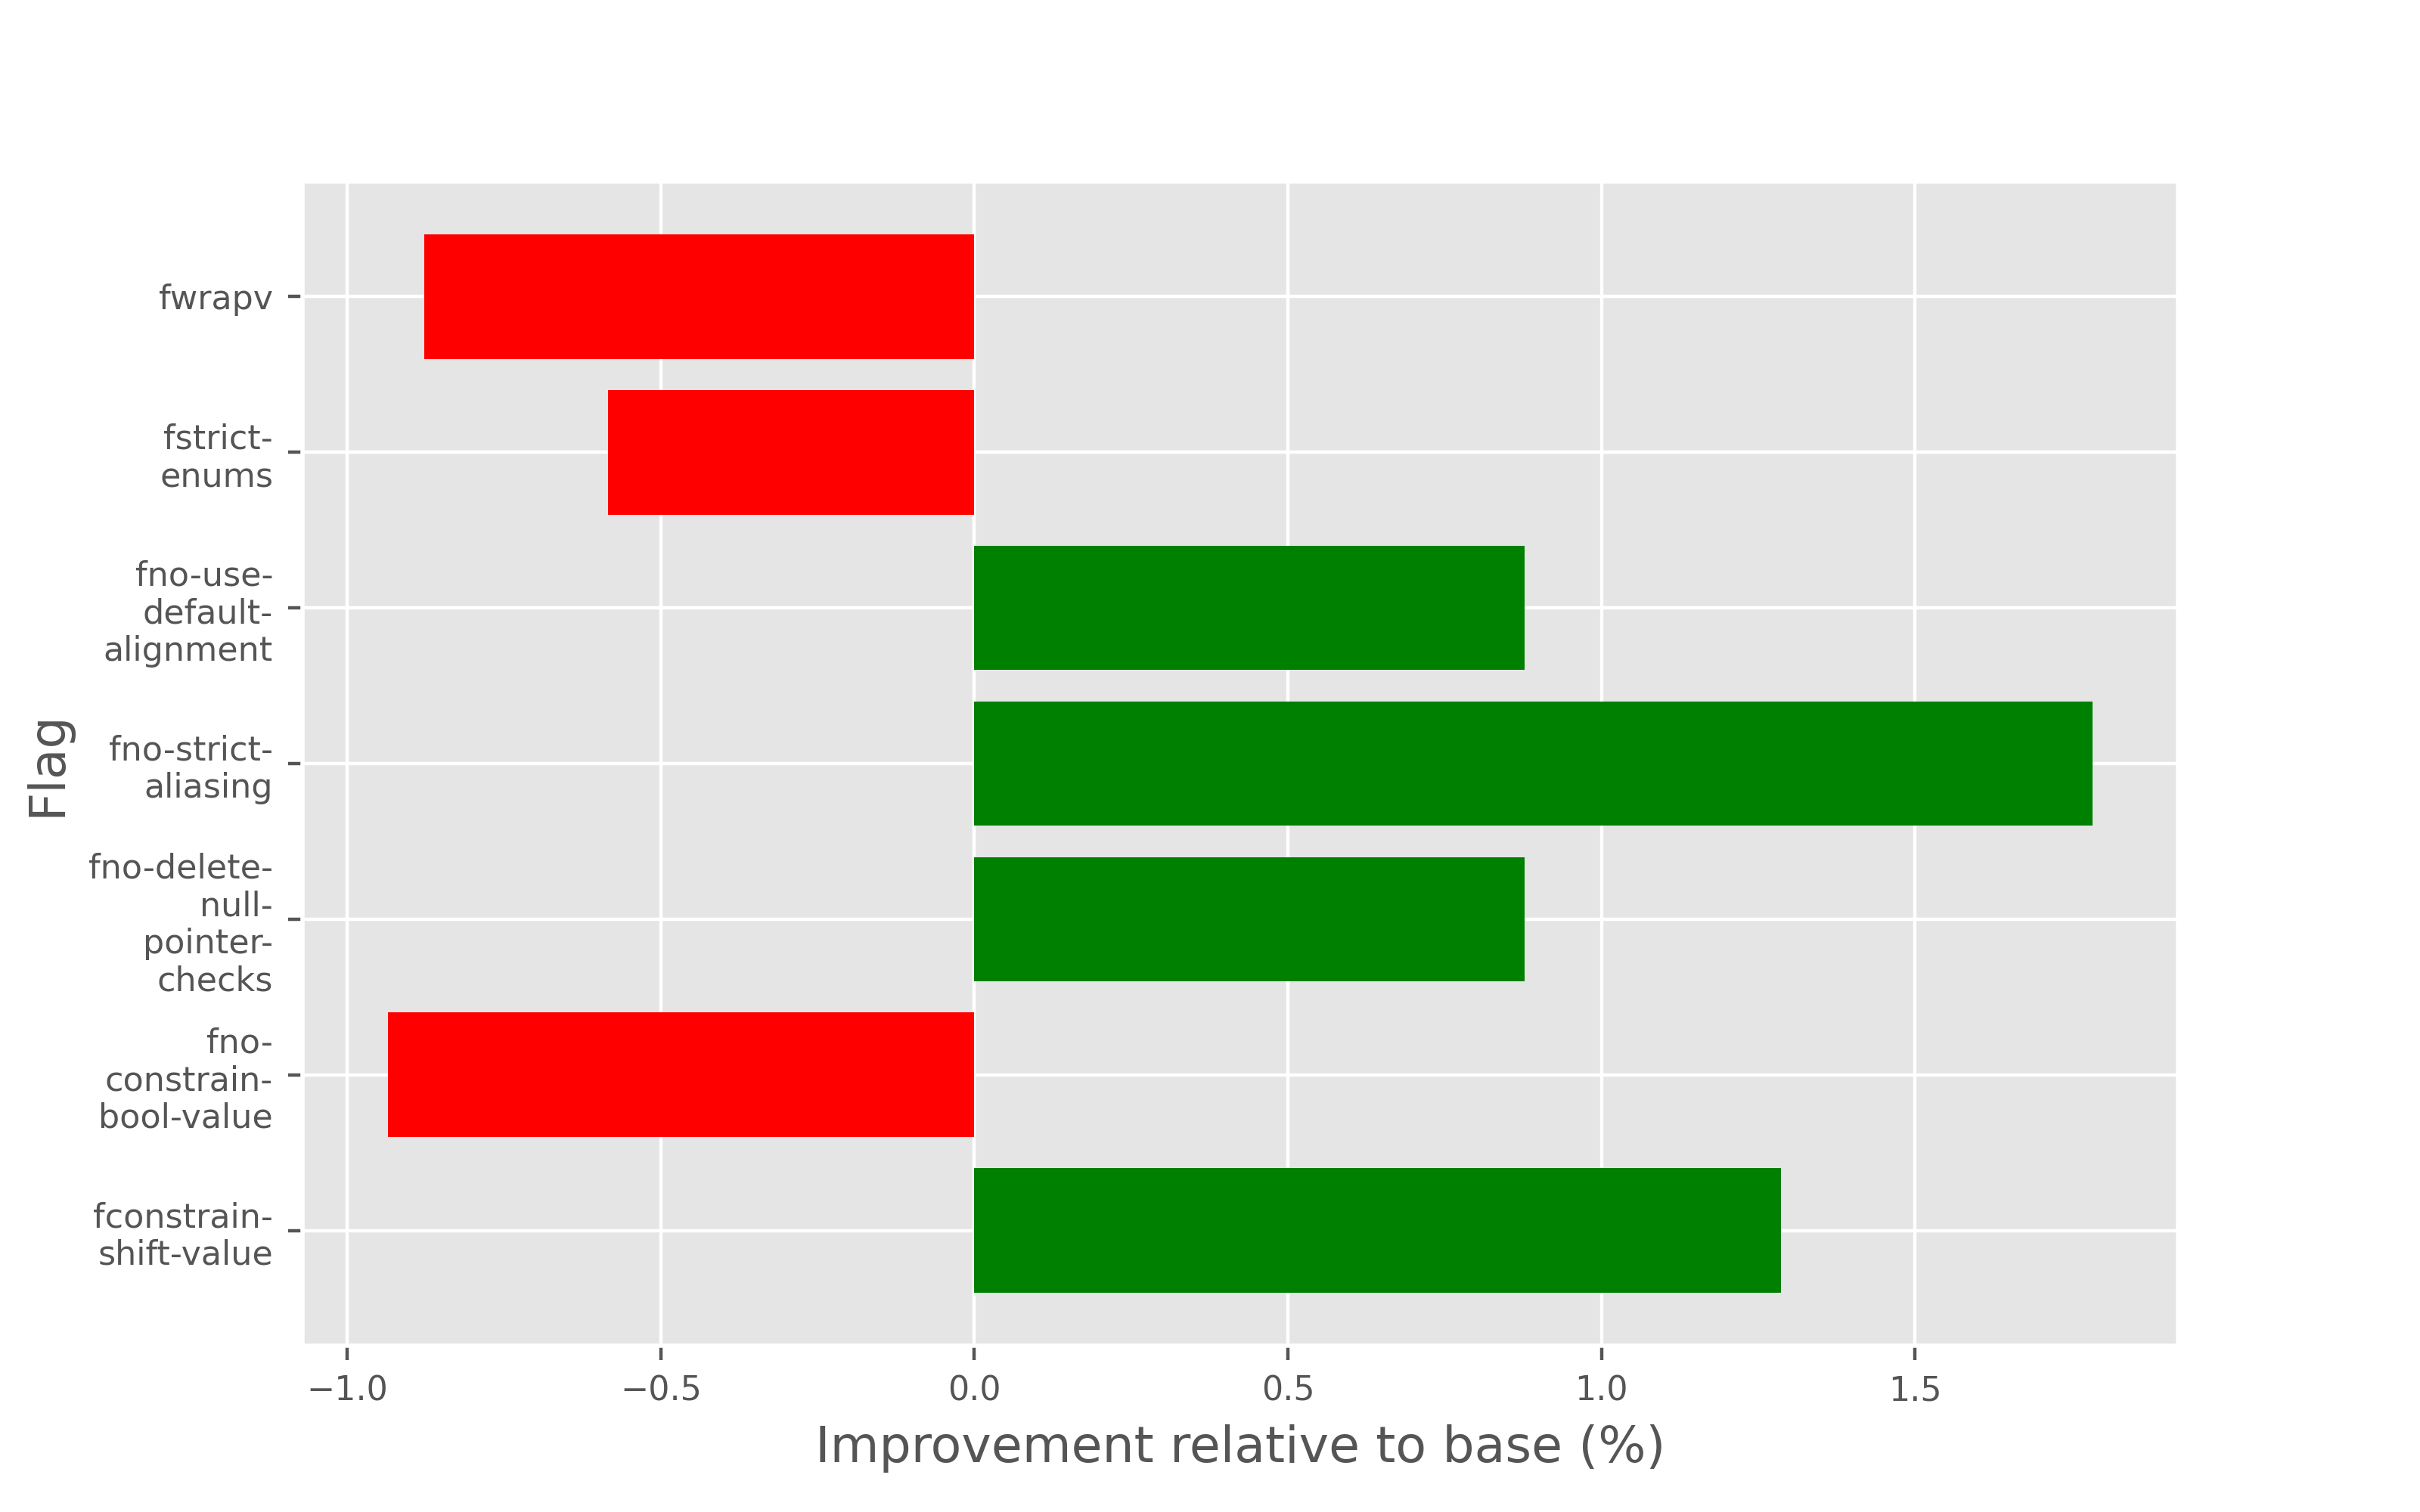 fwrapv
fstrict-
enums
fno-use-
default-
alignment
fno-strict-
aliasing
fno-delete-
null-
pointer-
checks
fno-
constrain-
bool-value
fconstrain-
shift-value
Flag
−1.0
−0.5
0.0
0.5
1.0
1.5
Improvement relative to base (%)